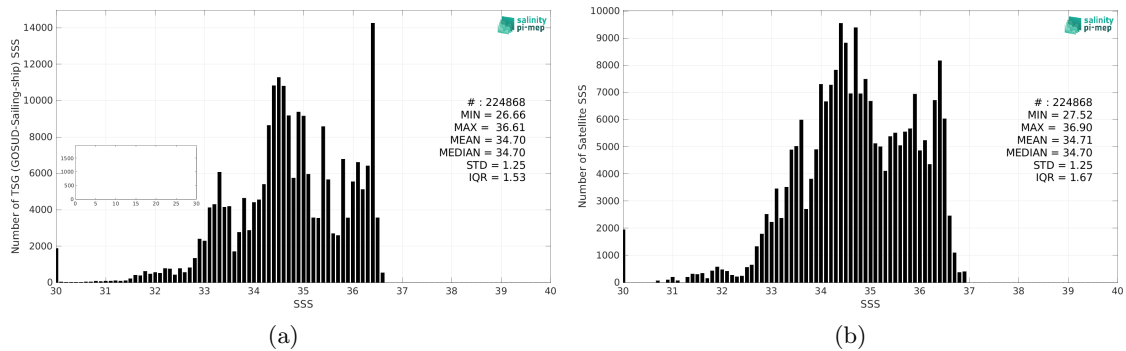 Number of TSG (GOSUD-Sailing-ship) SSS
14000
12000
10000
8000
6000
4000
2000
0
30
31
32
33
34
35
36
37
38
39
40
SSS
1500
1000
500
0
0
5
10
15
20
25
30
salinity
pi-mep
# : 224868
MIN = 26.66
MAX = 36.61
MEAN = 34.70
MEDIAN = 34.70
STD = 1.25
IQR = 1.53
(a)
Number of Satellite SSS
10000
9000
8000
7000
6000
5000
4000
3000
2000
1000
0
30
31
32
33
34
35
36
37
38
39
40
SSS
salinity
pi-mep
# : 224868
MIN = 27.52
MAX = 36.90
MEAN = 34.71
MEDIAN = 34.70
STD = 1.25
IQR = 1.67
(b)